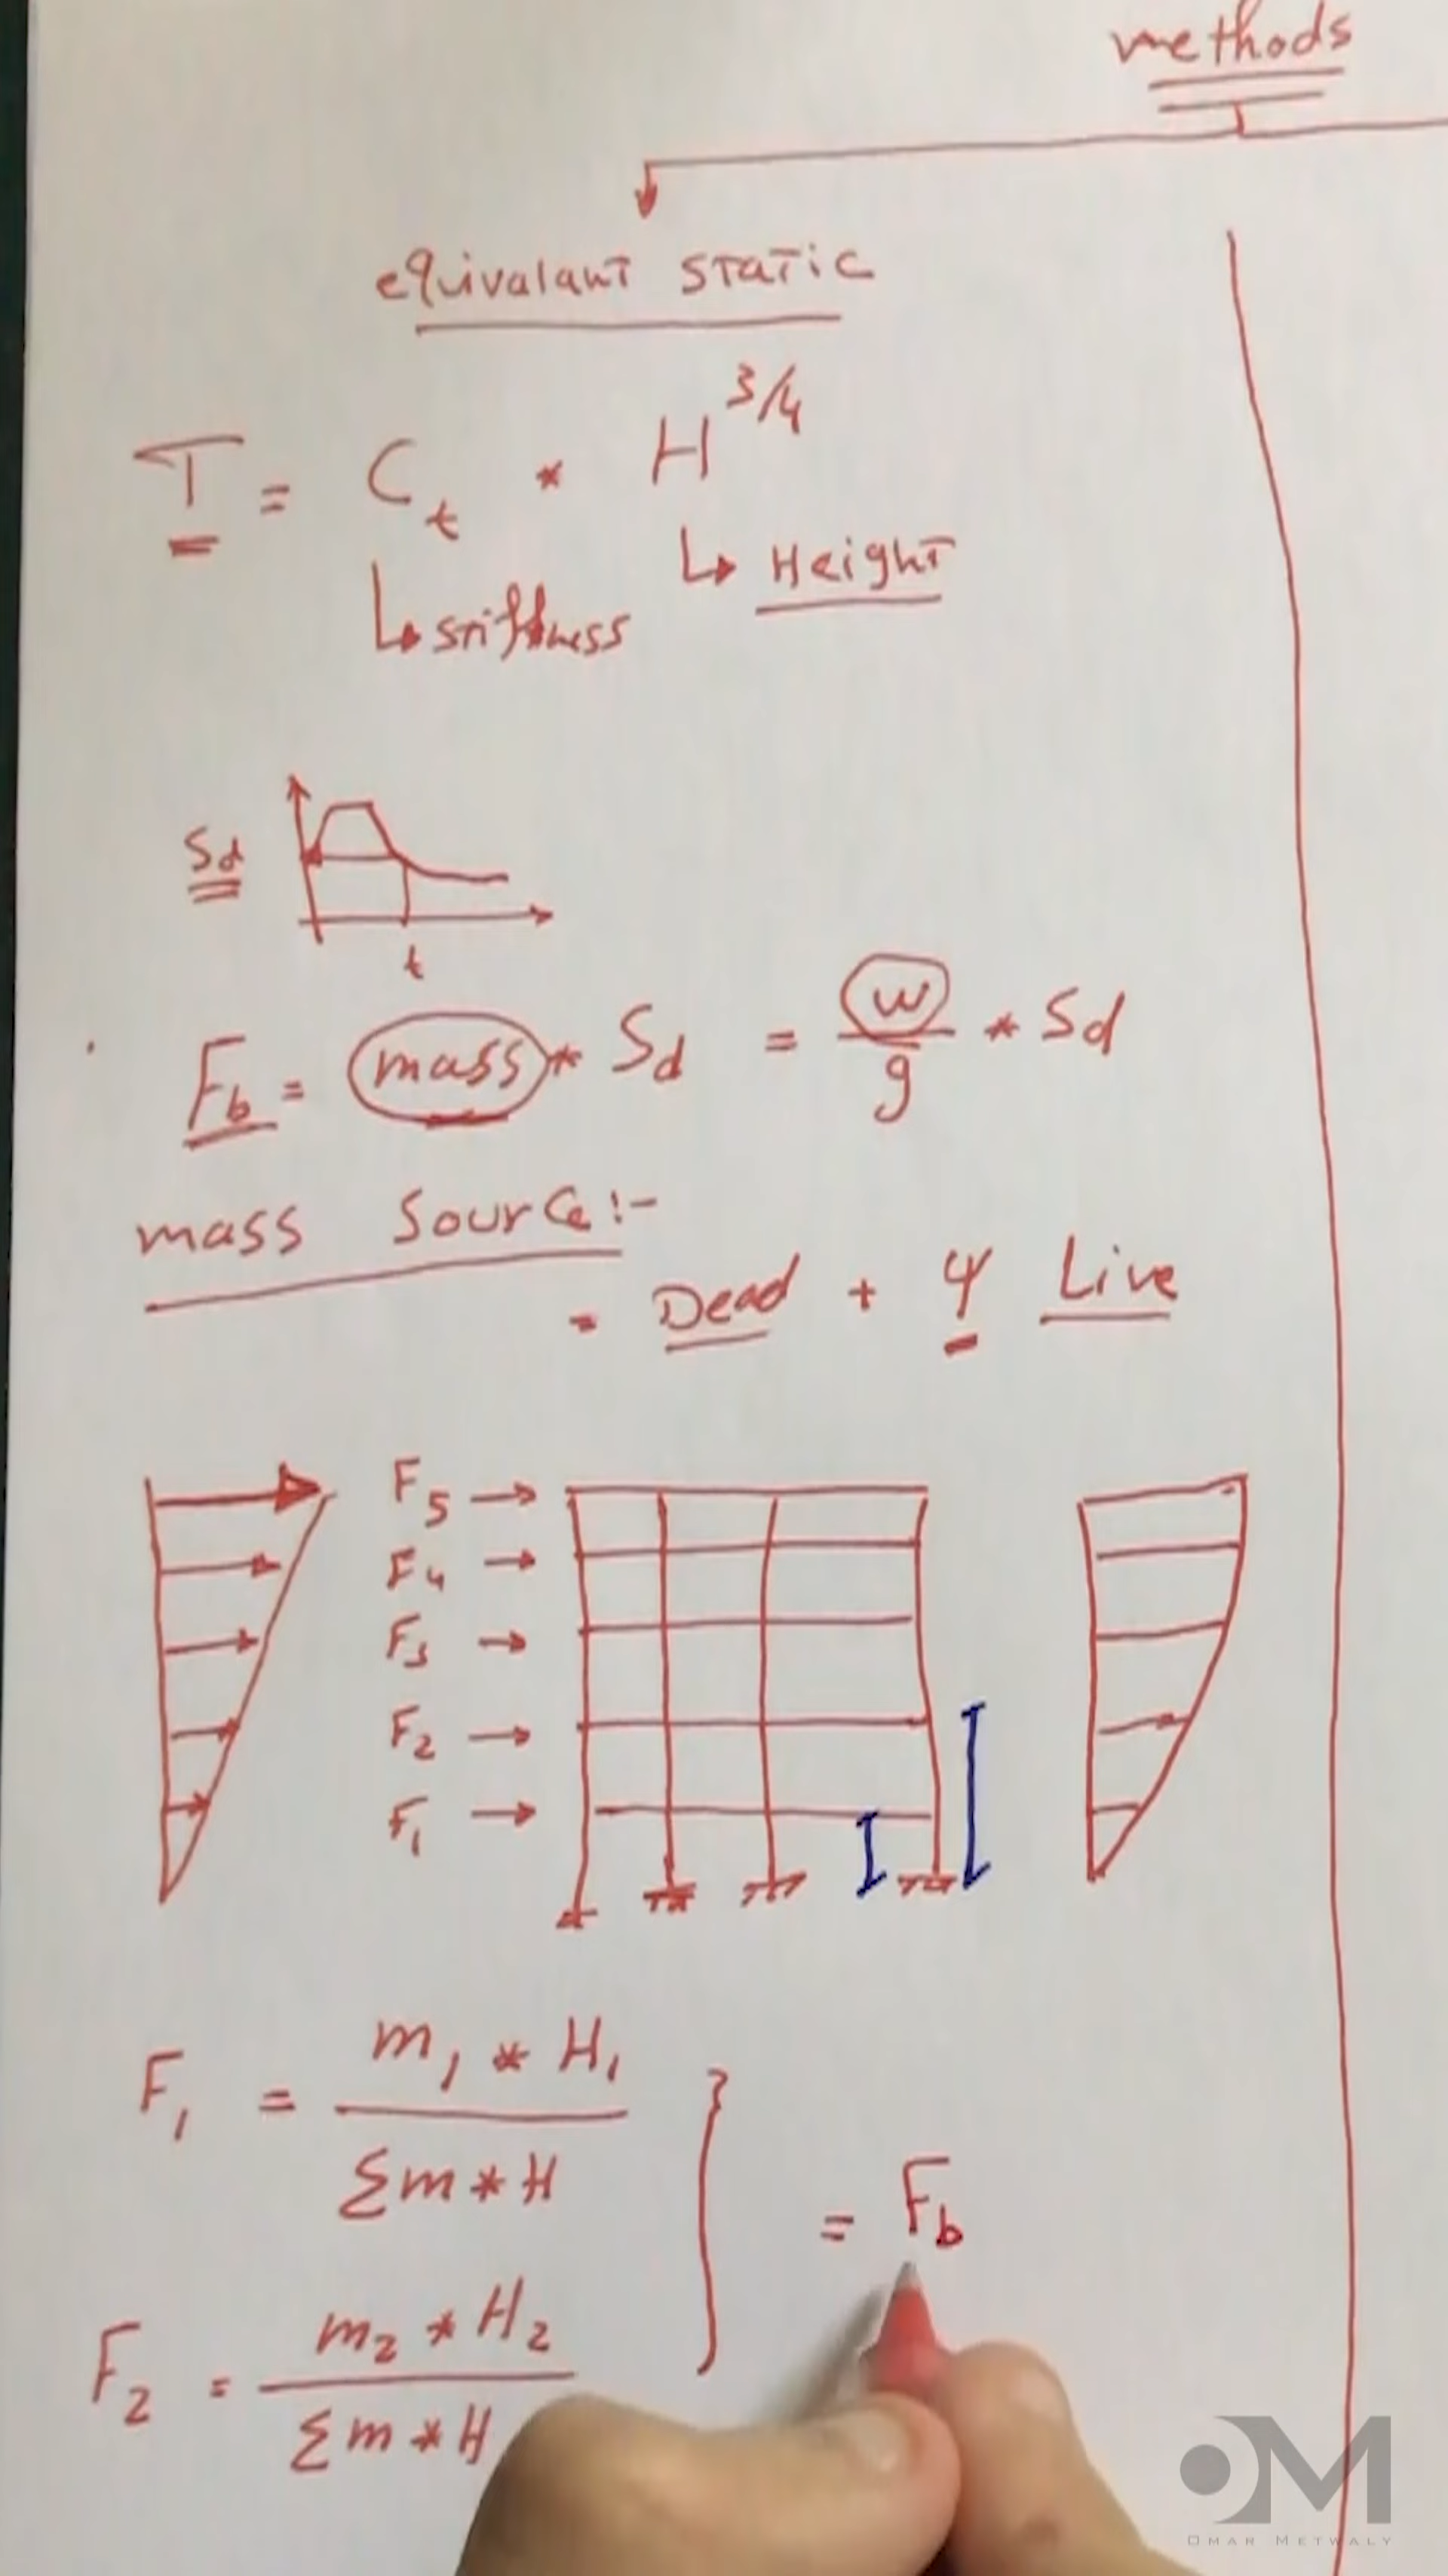 methods
equivalant static
T = Ct * H^3/4
↳ stiffness
↳ Height
Sd
t
Fb = mass * Sd = w/g * Sd
mass source:-
= Dead + ψ Live
F5 →
F4 →
F3 →
F2 →
F1 →
F1 = m1 * H1 / Σm * H
= Fb
F2 = m2 * H2 / Σm * H
OM
OMAR METWALY